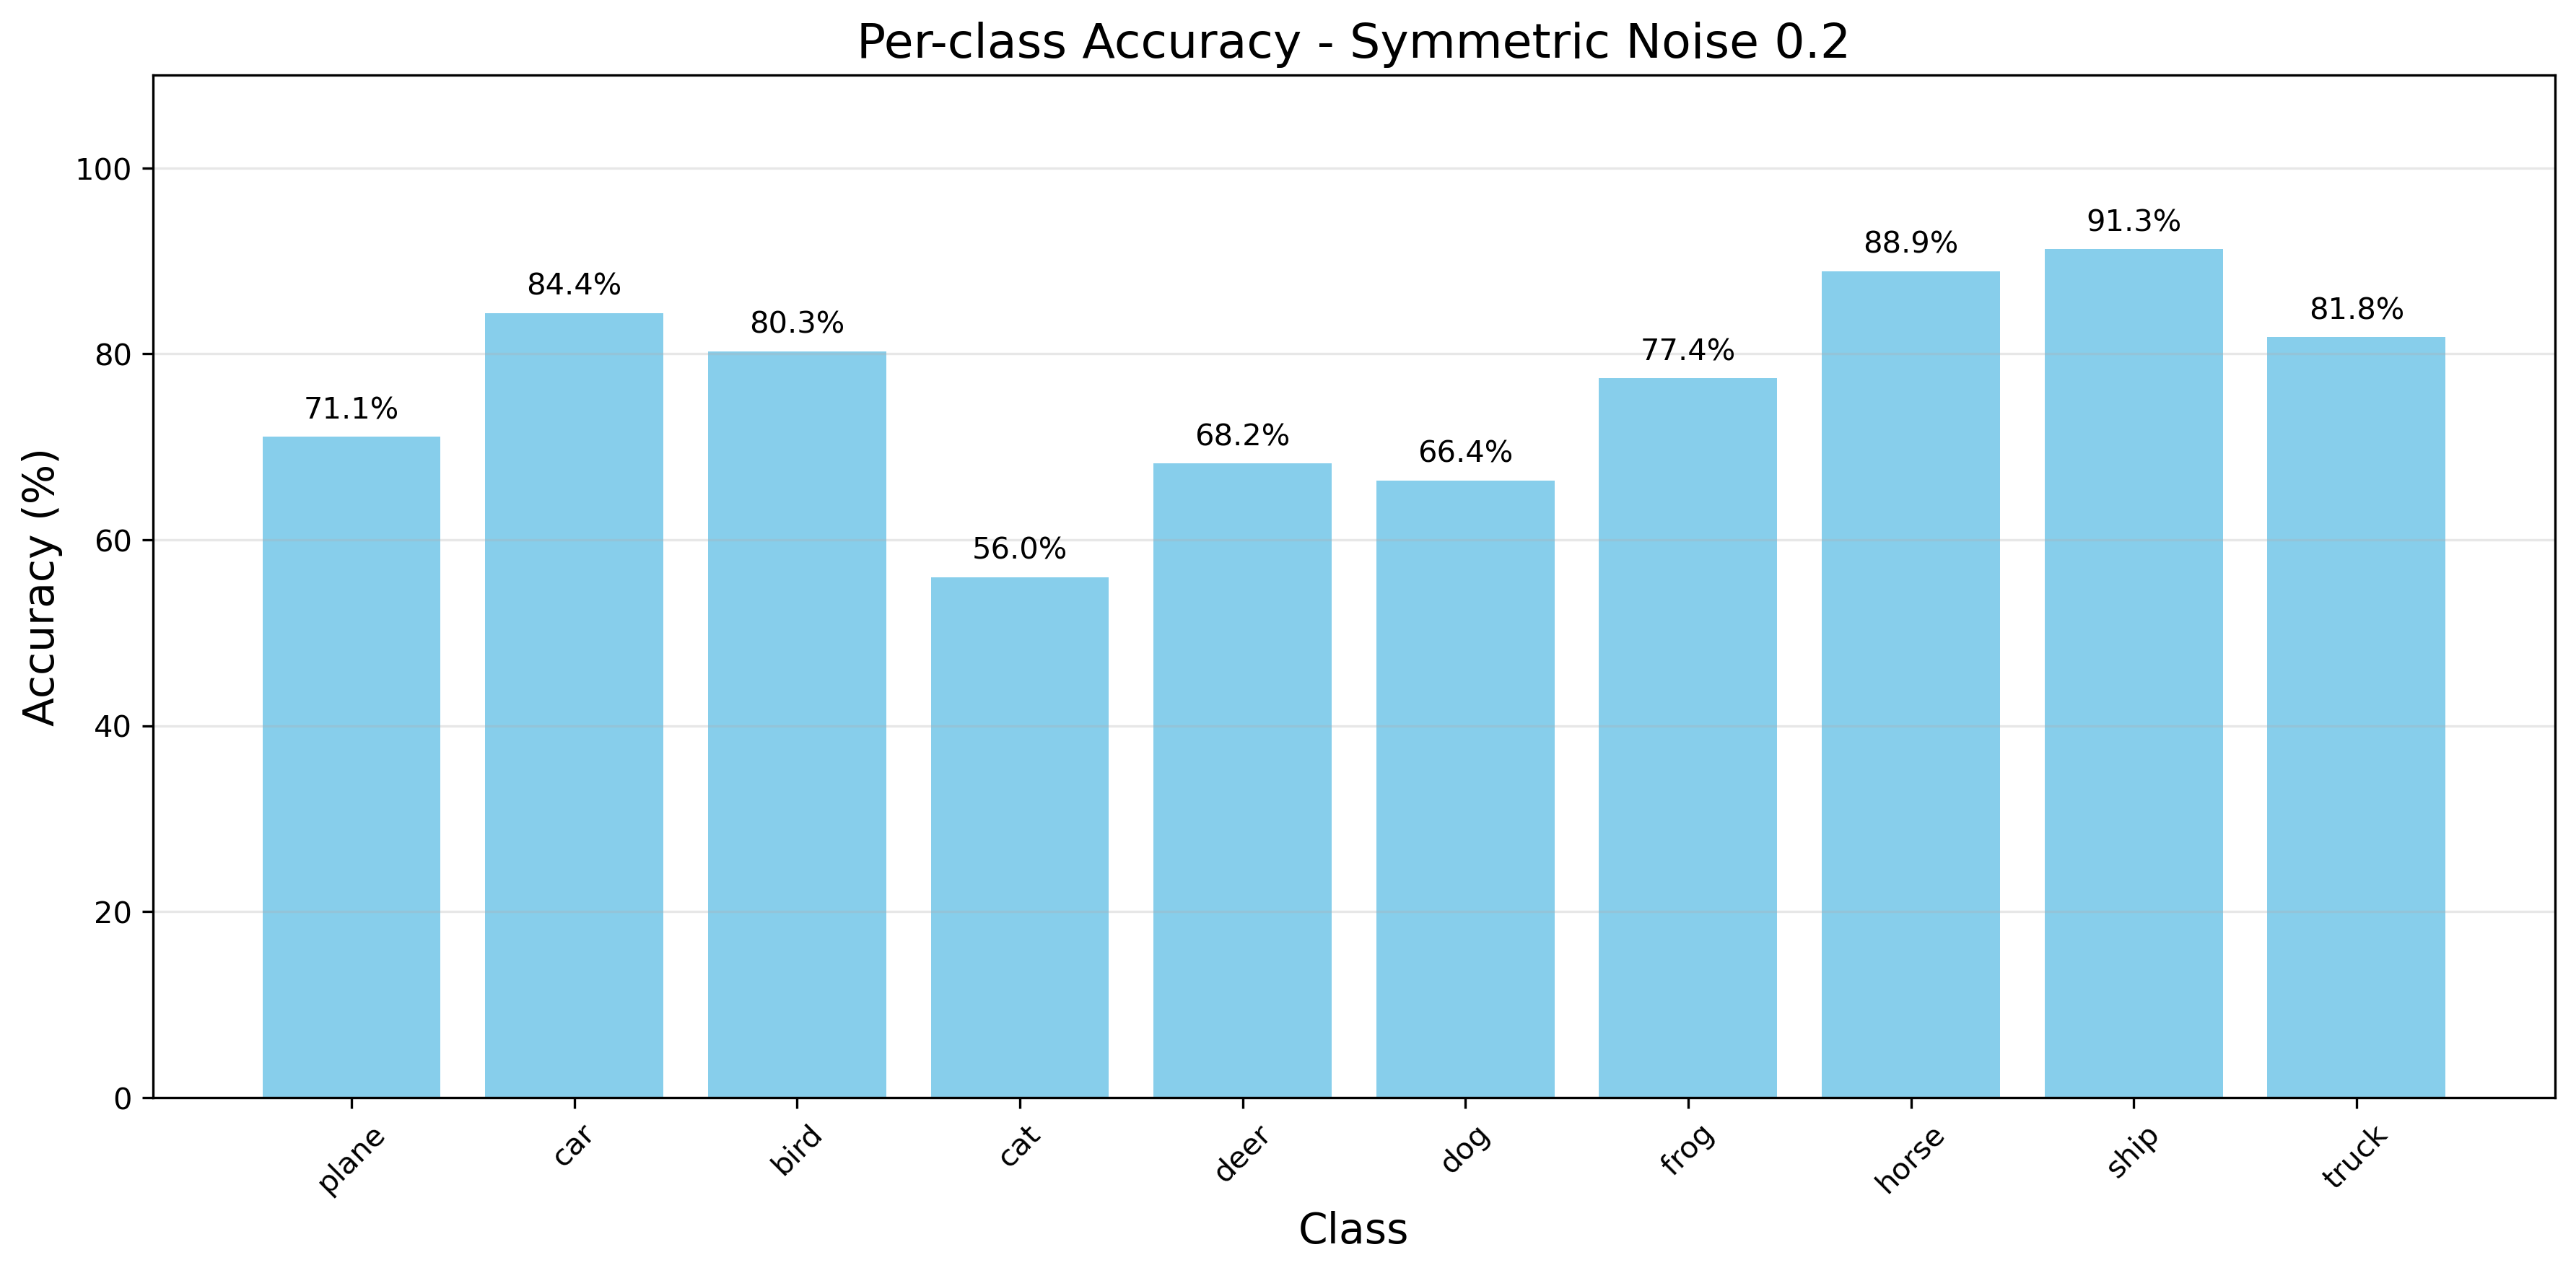 Per-class Accuracy - Symmetric Noise 0.2
Accuracy (%)
100
80
60
40
20
0
71.1%
84.4%
80.3%
56.0%
68.2%
66.4%
77.4%
88.9%
91.3%
81.8%
plane
car
bird
cat
deer
dog
frog
horse
ship
truck
Class